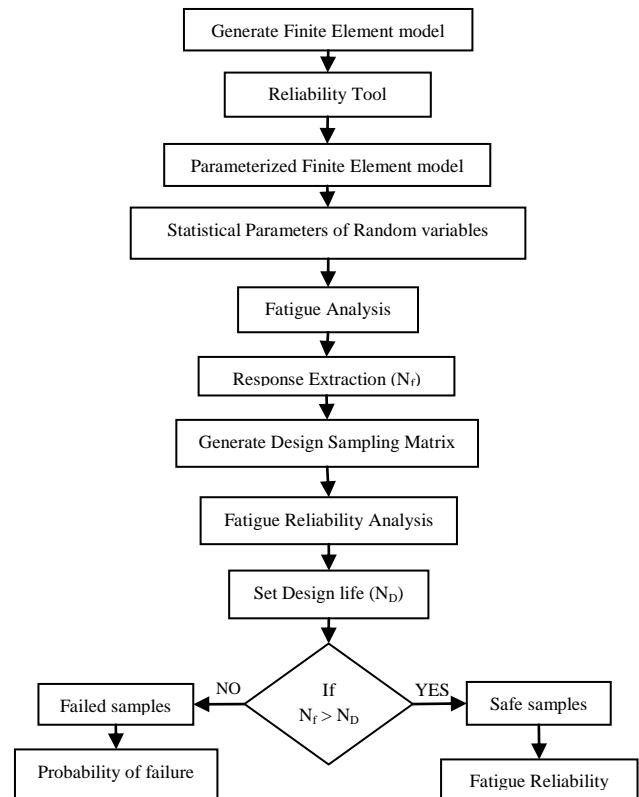 Generate Finite Element model
Reliability Tool
Parameterized Finite Element model
Statistical Parameters of Random variables
Fatigue Analysis
Response Extraction (Nf)
Generate Design Sampling Matrix
Fatigue Reliability Analysis
Set Design life (ND)
If
Nf > ND
NO
YES
Failed samples
Safe samples
Probability of failure
Fatigue Reliability